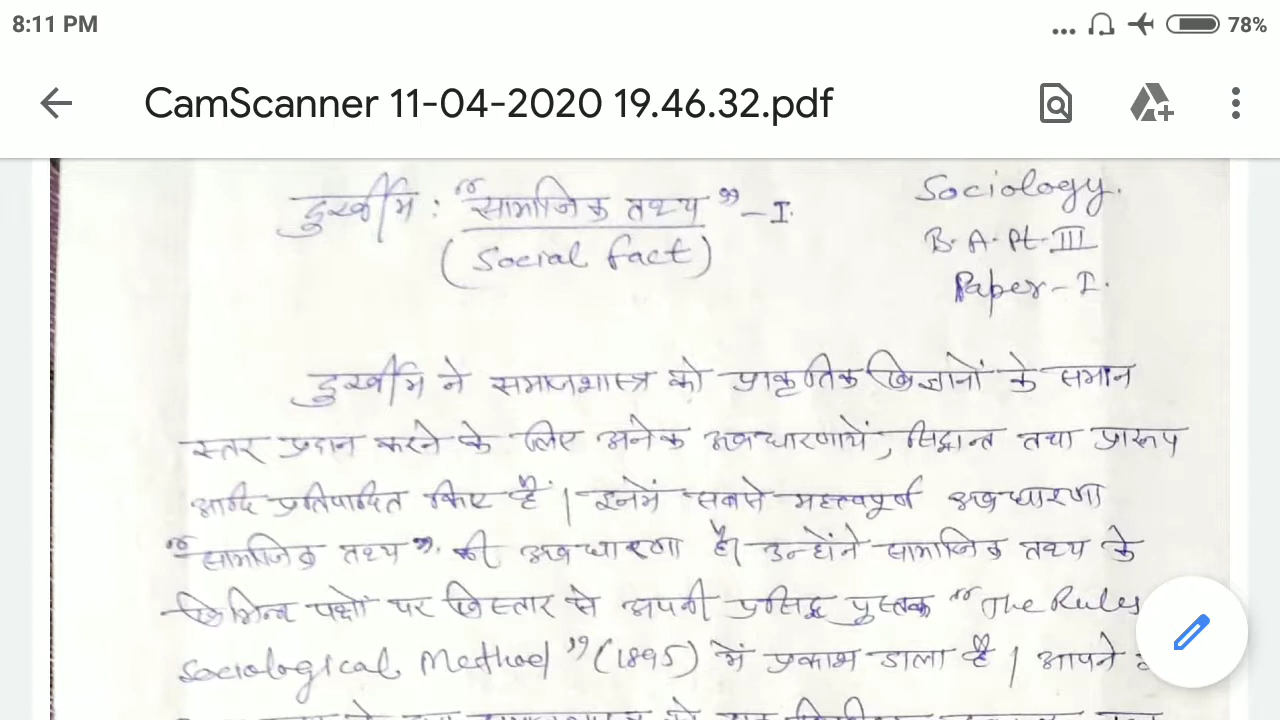 8:11 PM ... 78%
CamScanner 11-04-2020 19.46.32.pdf
दुर्खीम : "सामाजिक तथ्य" - I.
(Social fact)
Sociology.
B.A. Pt. III
Paper - I.
दुर्खीम ने समाजशास्त्र को प्राकृतिक विज्ञानों के समान
स्तर प्रदान करने के लिए अनेक अवधारणायें, सिद्धान्त तथा प्रारूप
आदि प्रतिपादित किए हैं। इनमें सबसे महत्त्वपूर्ण अवधारणा
"सामाजिक तथ्य". की अवधारणा है। उन्होंने सामाजिक तथ्य के
विभिन्न पक्षों पर विस्तार से अपनी प्रसिद्ध पुस्तक "The Rules
Sociological Method" (1895) में प्रकाश डाला है। आपने